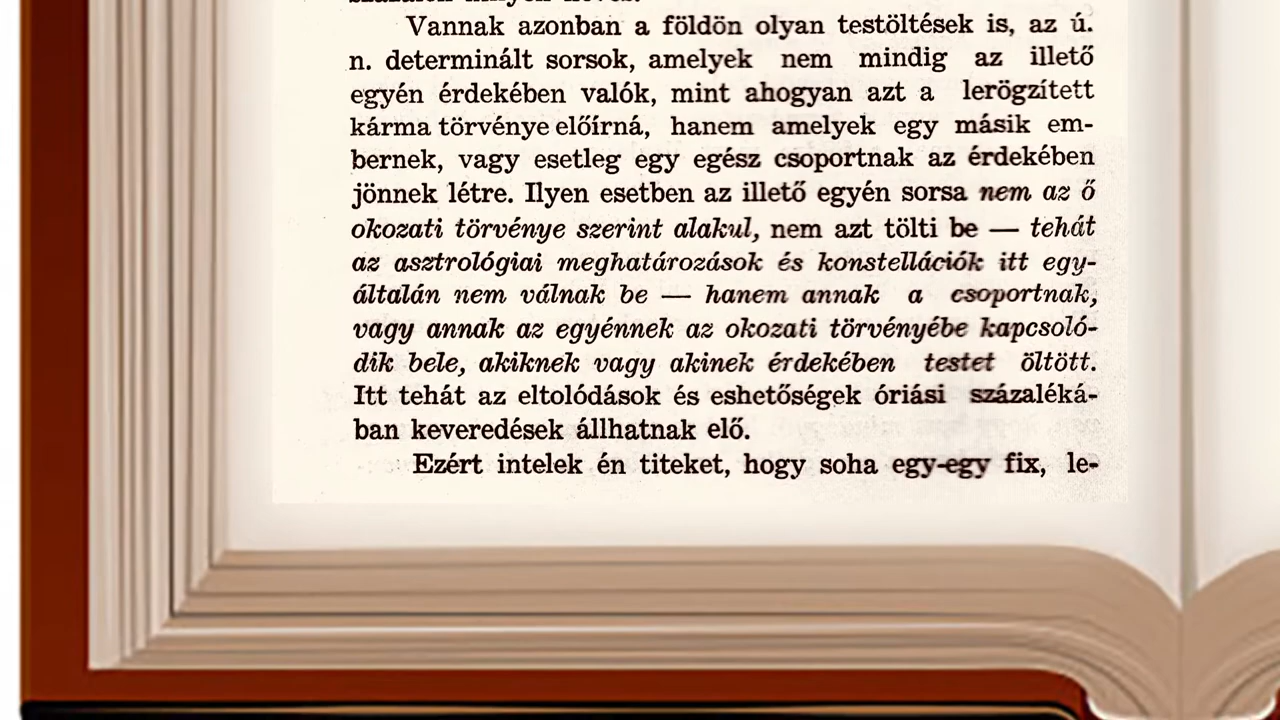 Vannak azonban a földön olyan testöltések is, az ú.
n. determinált sorsok, amelyek nem mindig az illető
egyén érdekében valók, mint ahogyan azt a lerögzített
kárma törvénye előírná, hanem amelyek egy másik em-
bernek, vagy esetleg egy egész csoportnak az érdekében
jönnek létre. Ilyen esetben az illető egyén sorsa nem az ő
okozati törvénye szerint alakul, nem azt tölti be — tehát
az asztrológiai meghatározások és konstellációk itt egy-
általán nem válnak be — hanem annak a csoportnak,
vagy annak az egyénnek az okozati törvényébe kapcsoló-
dik bele, akiknek vagy akinek érdekében testet öltött.
Itt tehát az eltolódások és eshetőségek óriási százaléká-
ban keveredések állhatnak elő.
Ezért intelek én titeket, hogy soha egy-egy fix, le-